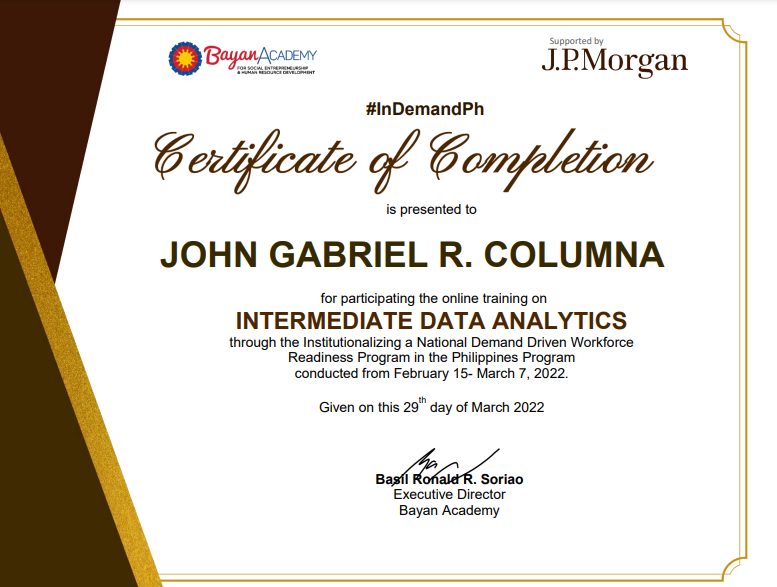 Bayan ACADEMY
FOR SOCIAL ENTREPRENEURSHIP
& HUMAN RESOURCE DEVELOPMENT
Supported by
J.P.Morgan
#InDemandPh
Certificate of Completion
is presented to
JOHN GABRIEL R. COLUMNA
for participating the online training on
INTERMEDIATE DATA ANALYTICS
through the Institutionalizing a National Demand Driven Workforce
Readiness Program in the Philippines Program
conducted from February 15- March 7, 2022.
Given on this 29th day of March 2022
Basil Ronald R. Soriao
Executive Director
Bayan Academy